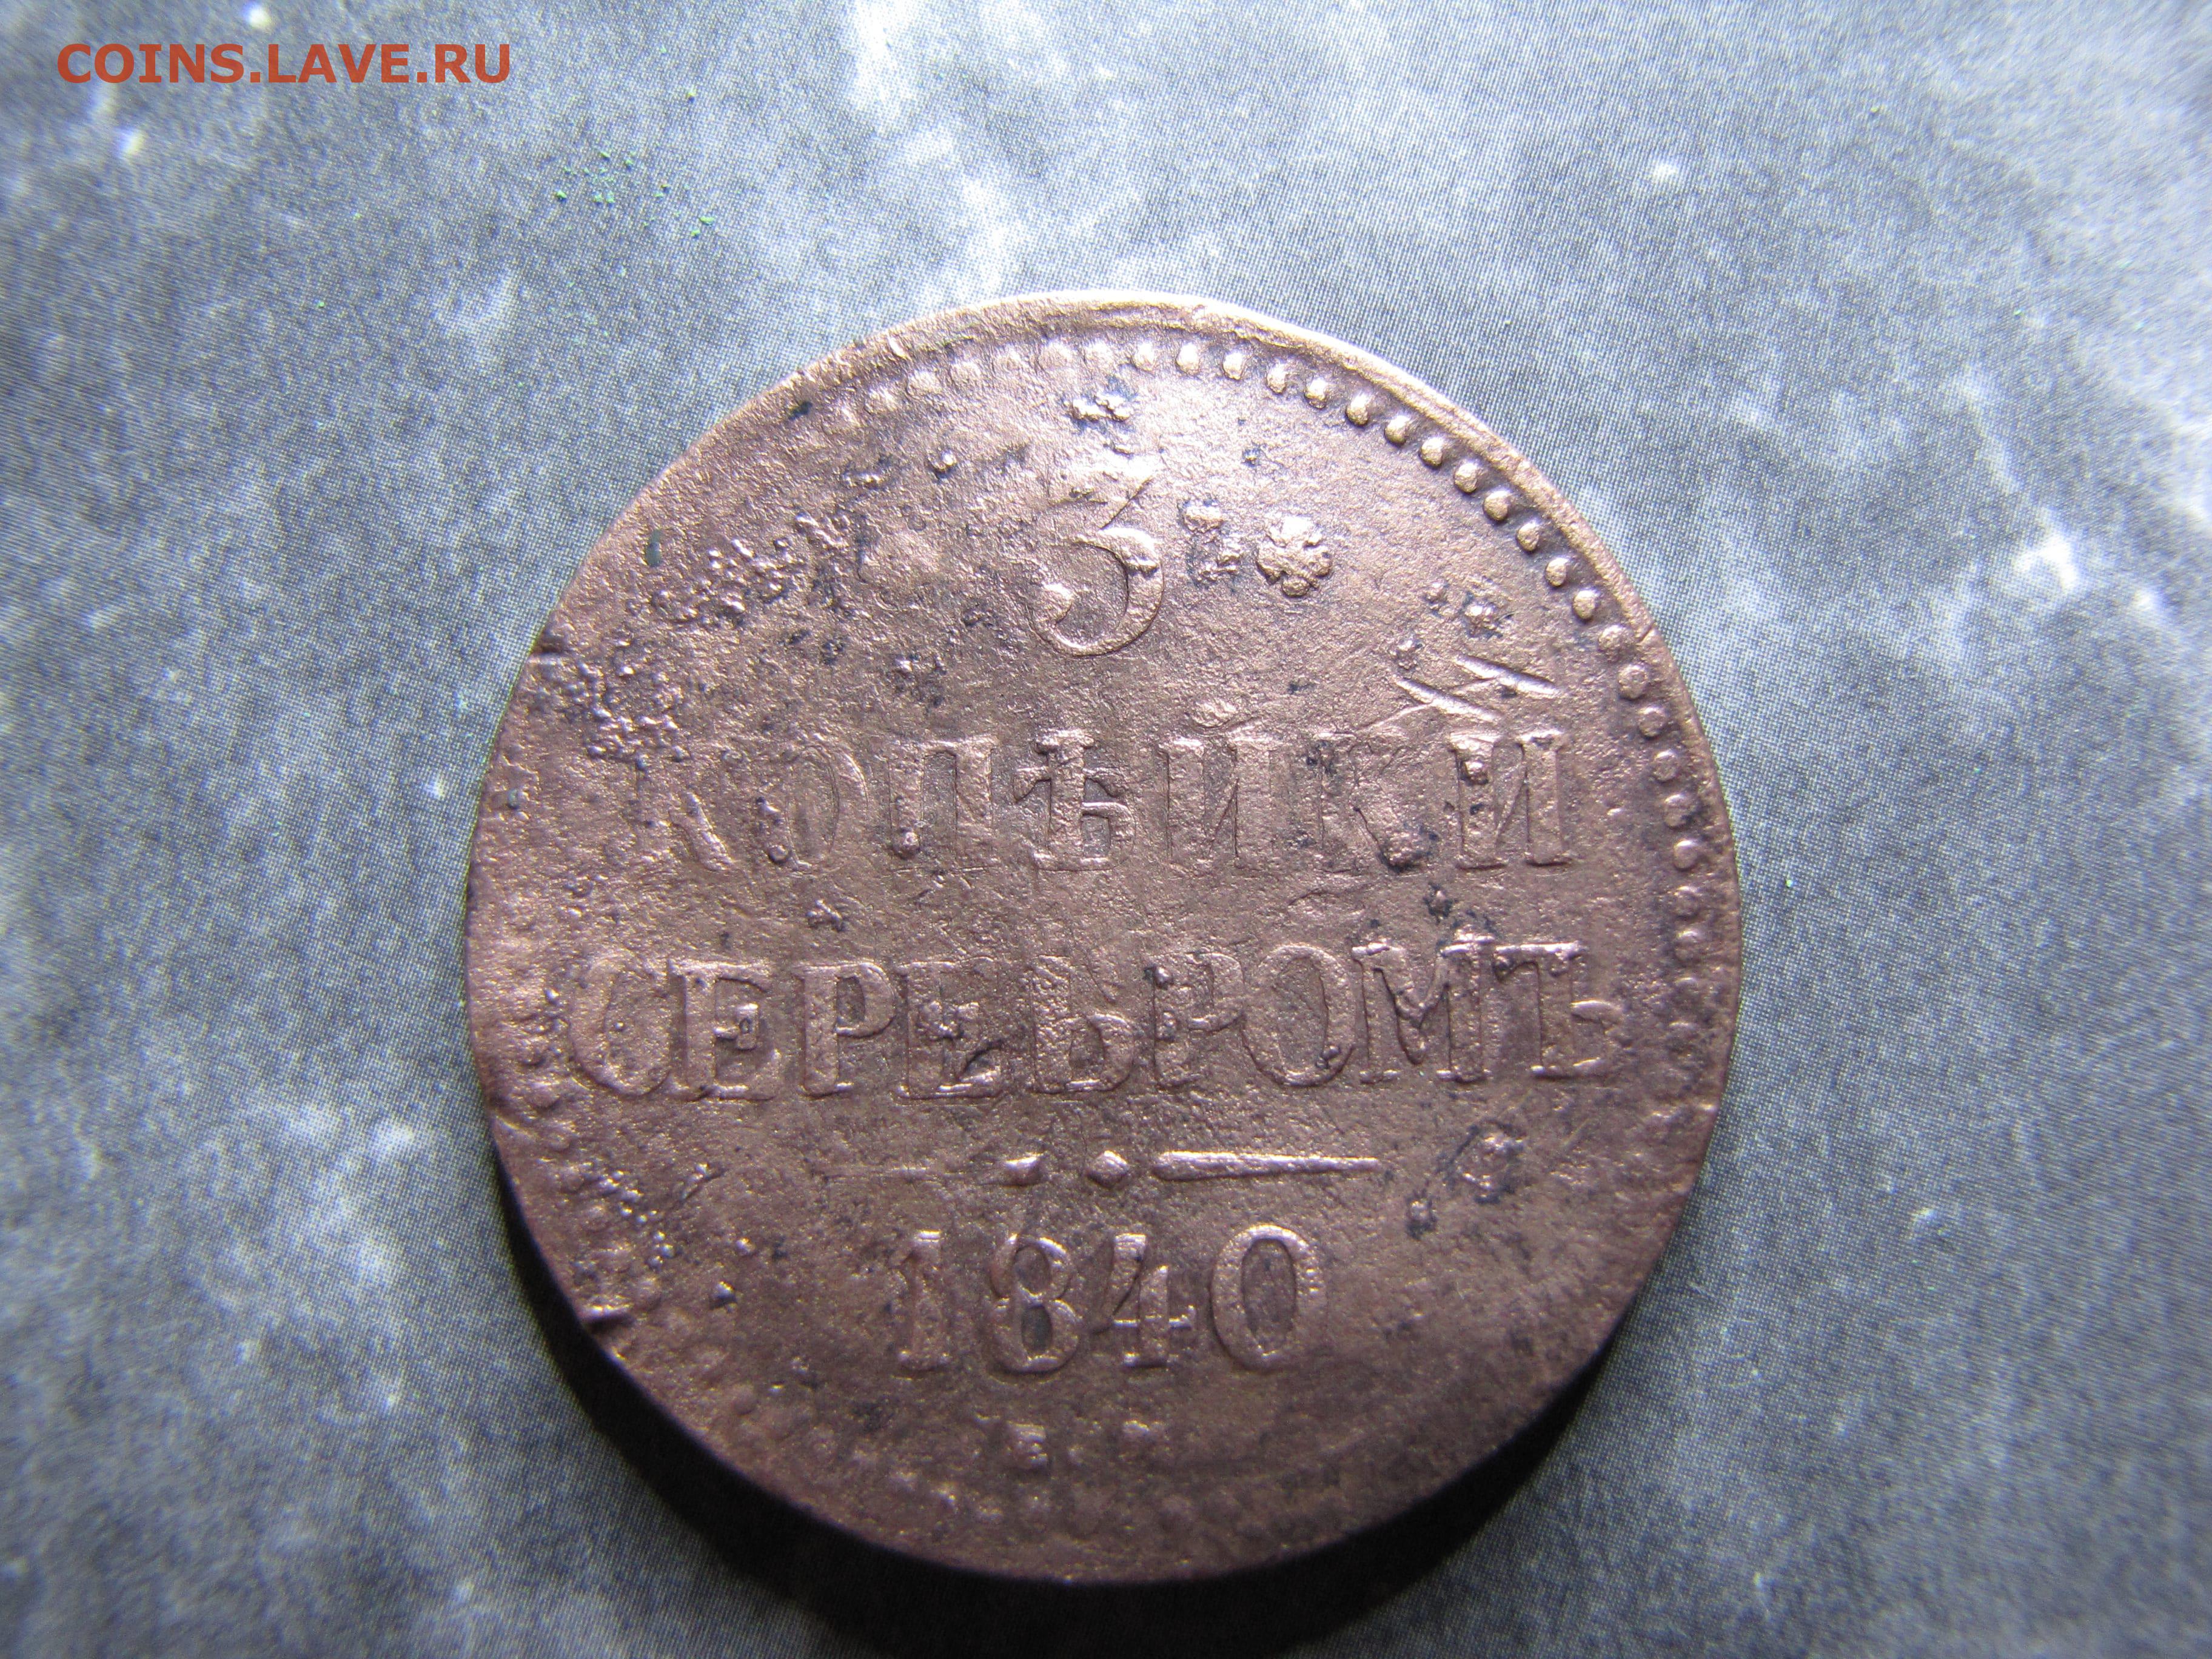 COINS.LAVE.RU
3
КОПѢЙКИ
СЕРЕБРОМЪ
1840